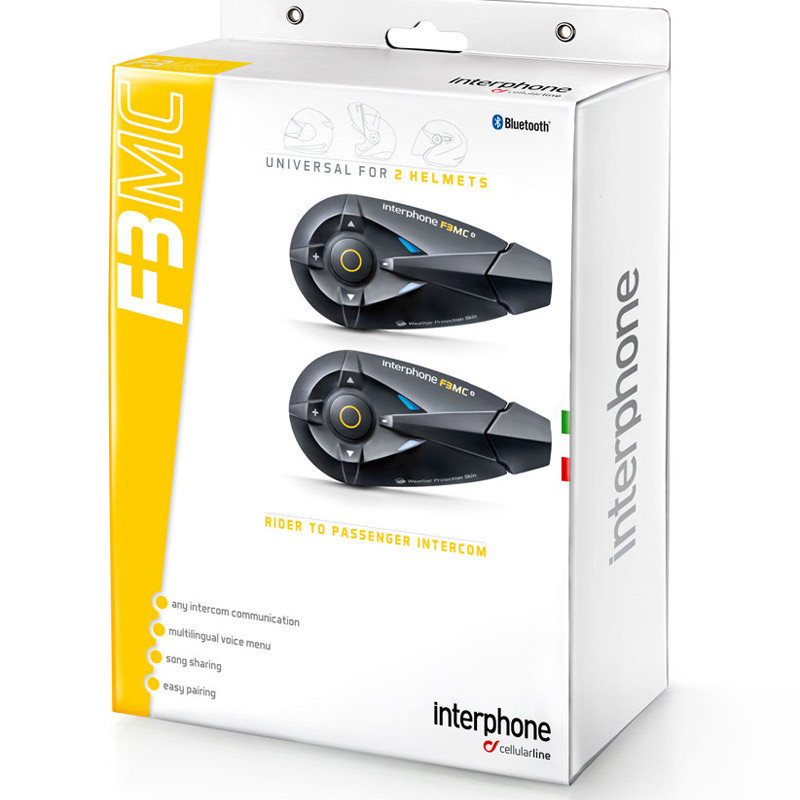 interphone
cellularline
Bluetooth®
F3MC
UNIVERSAL FOR 2 HELMETS
interphone F3MC
+
-
Weather Protection Skin
interphone F3MC
+
-
Weather Protection Skin
RIDER TO PASSENGER INTERCOM
any intercom communication
multilingual voice menu
song sharing
easy pairing
interphone
cellularline
interphone
F3MC